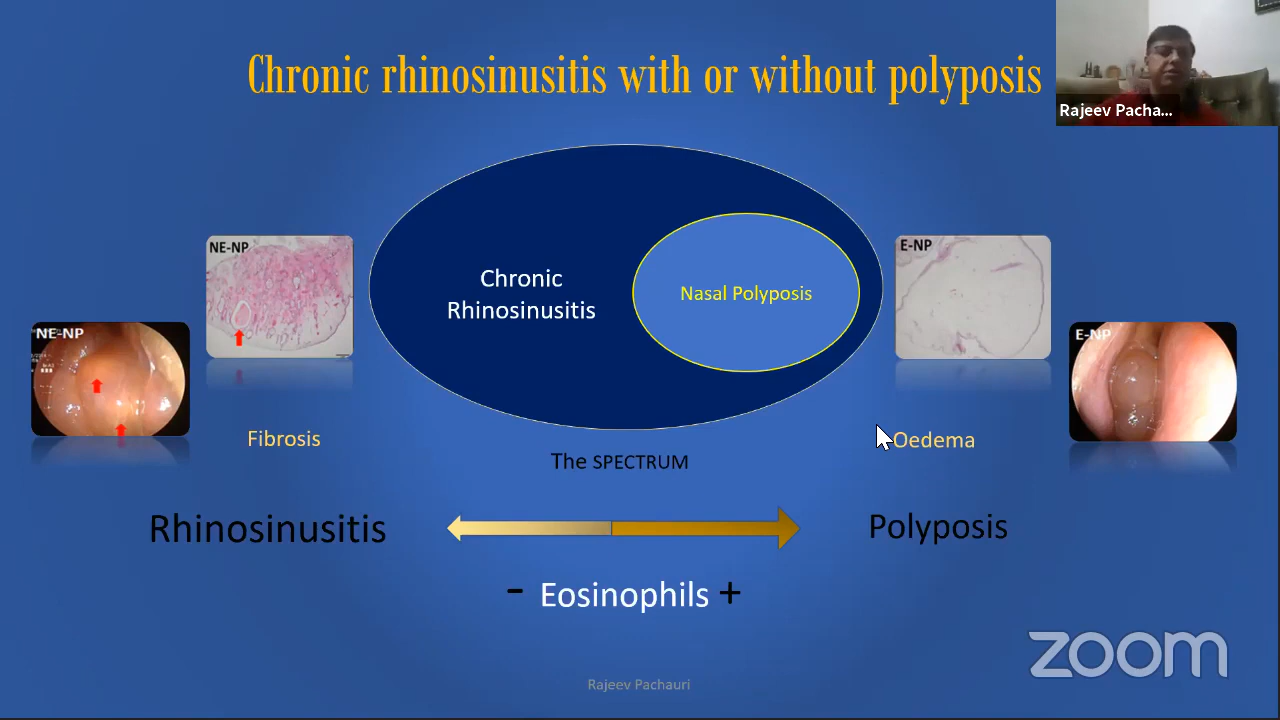 Chronic rhinosinusitis with or without polyposis
Rajeev Pacha...
NE-NP
E-NP
Chronic
Rhinosinusitis
Nasal Polyposis
NE-NP
E-NP
Fibrosis
Oedema
The SPECTRUM
Rhinosinusitis
Polyposis
- Eosinophils +
zoom
Rajeev Pachauri